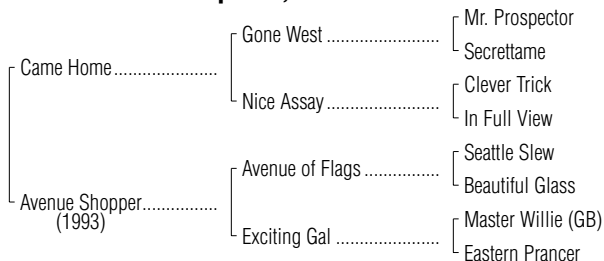 Mr. Prospector
Gone West
Secrettame
Came Home
Clever Trick
Nice Assay
In Full View
Seattle Slew
Avenue of Flags
Beautiful Glass
Avenue Shopper
(1993)
Master Willie (GB)
Exciting Gal
Eastern Prancer